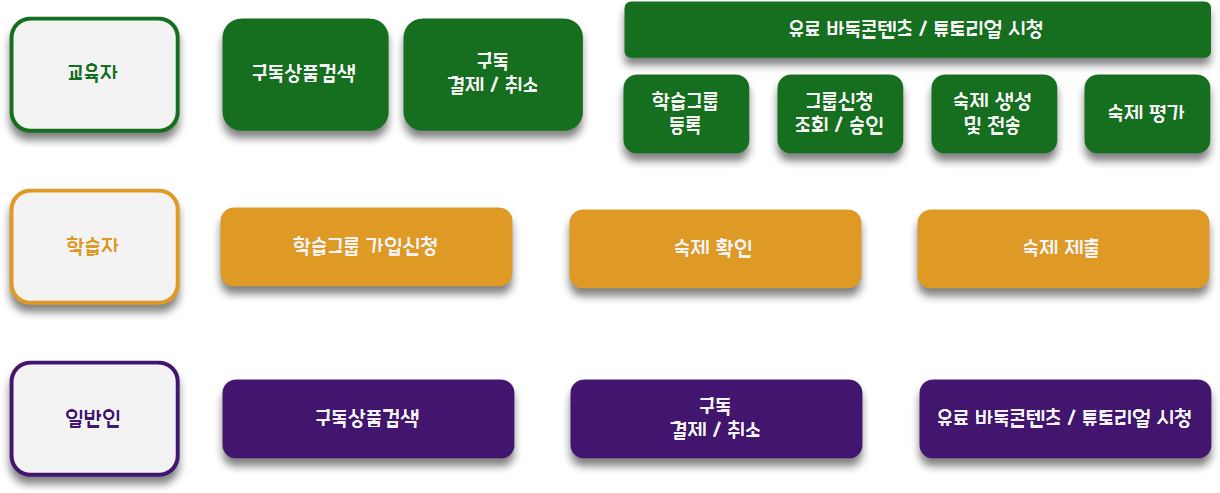 교육자
구독상품검색
구독
결제 / 취소
유료 바둑콘텐츠 / 튜토리얼 시청
학습그룹
등록
그룹신청
조회 / 승인
숙제 생성
및 전송
숙제 평가
학습자
학습그룹 가입신청
숙제 확인
숙제 제출
일반인
구독상품검색
구독
결제 / 취소
유료 바둑콘텐츠 / 튜토리얼 시청